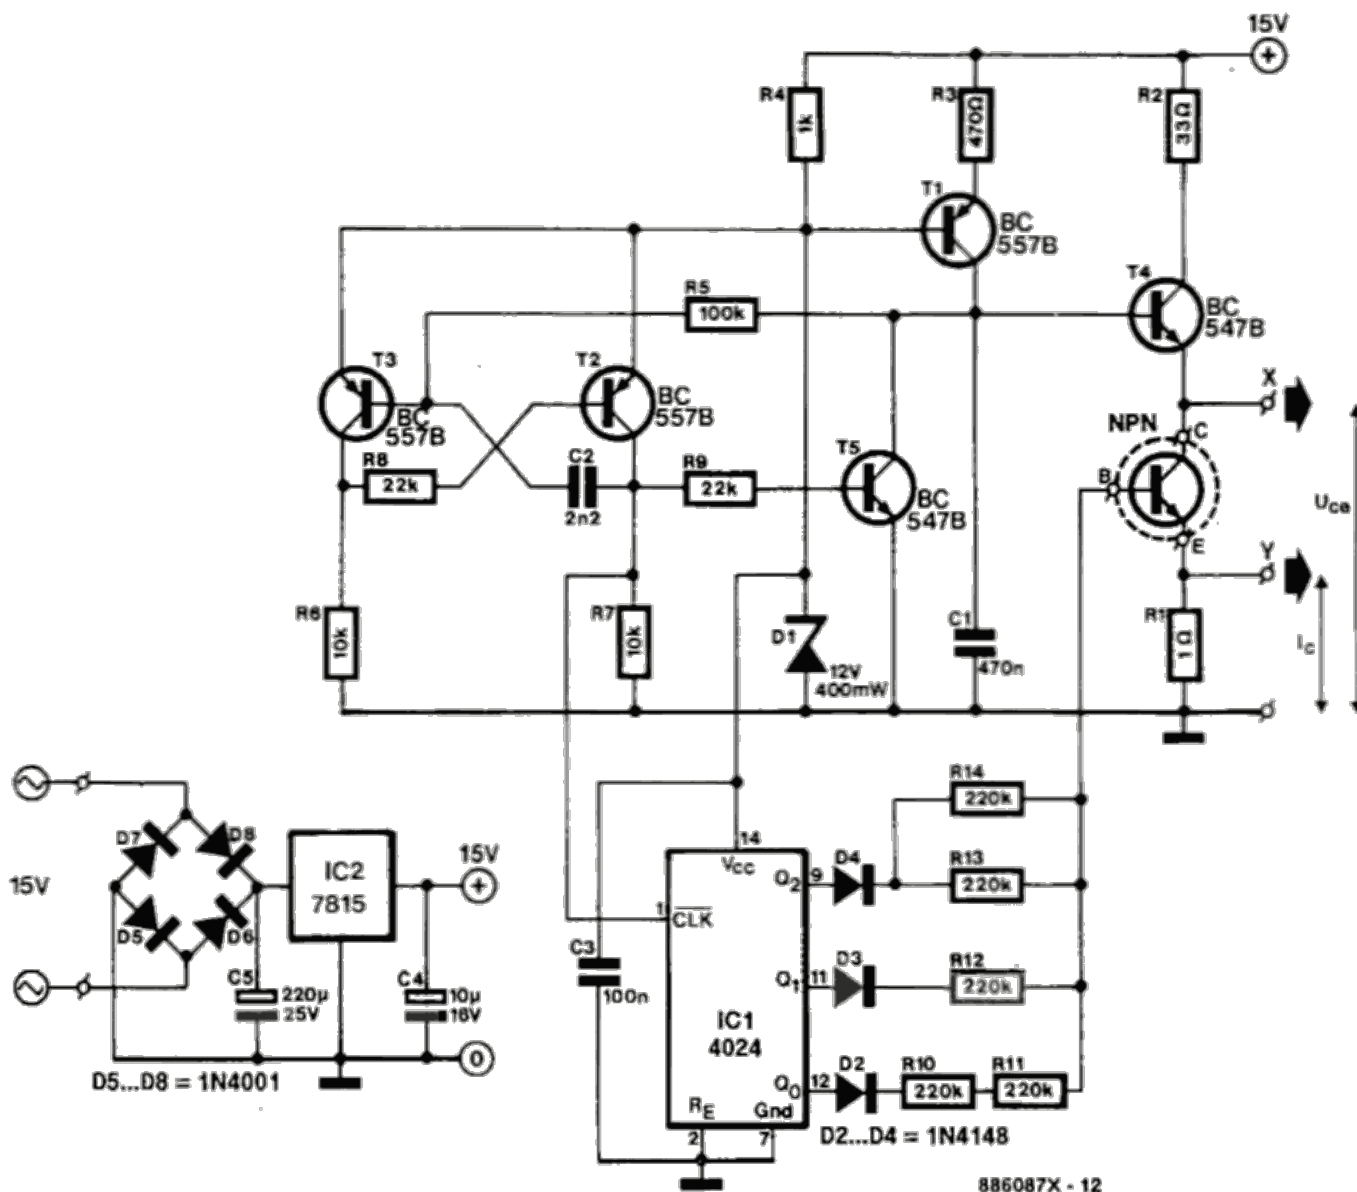 15V
+
R4
1k
R3
470Ω
R2
33Ω
T1
BC
557B
T4
BC
547B
R5
100k
T3
BC
557B
T2
BC
557B
X
NPN
C
B
E
Uce
R8
22k
C2
2n2
R9
22k
T5
BC
547B
Y
R6
10k
R7
10k
D1
12V
400mW
C1
470n
R1
1Ω
Ic
15V
D7
D8
D5
D6
IC2
7815
15V
+
C5
220µ
25V
C4
10µ
16V
0
D5...D8 = 1N4001
14
VCC
1
CLK
C3
100n
IC1
4024
Q2
9
D4
R14
220k
R13
220k
Q1
11
D3
R12
220k
Q0
12
D2
R10
220k
R11
220k
RE
2
Gnd
7
D2...D4 = 1N4148
886087X - 12